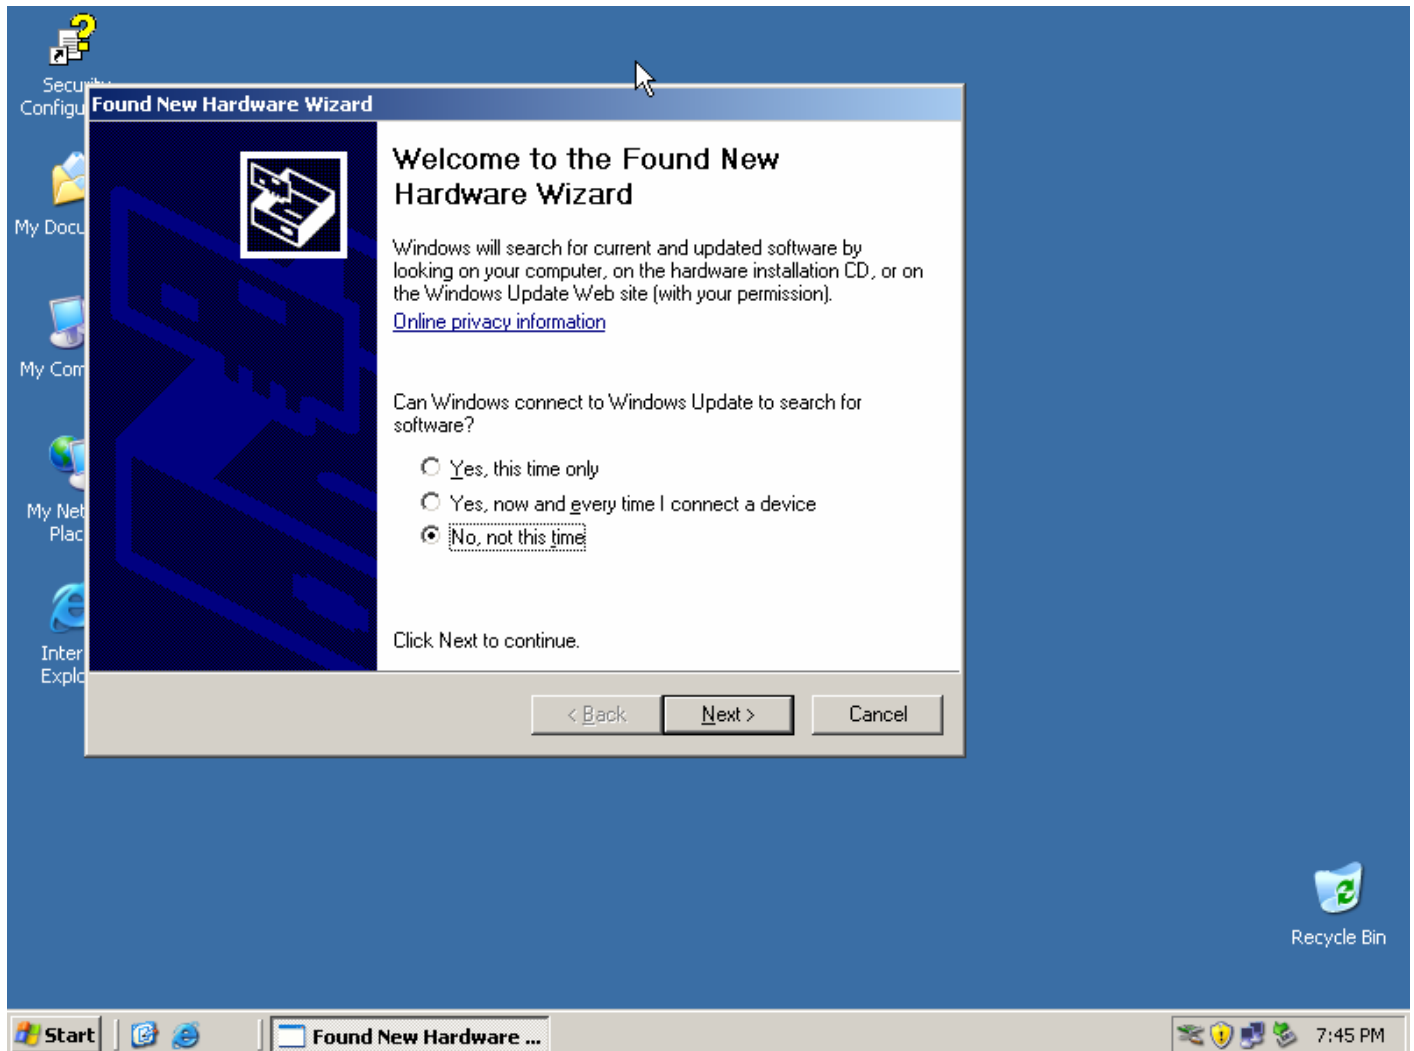 Secu
Configu
Found New Hardware Wizard
Welcome to the Found New
Hardware Wizard
My Docu
Windows will search for current and updated software by
looking on your computer, on the hardware installation CD, or on
the Windows Update Web site (with your permission).
Online privacy information
My Com
Can Windows connect to Windows Update to search for
software?
Yes, this time only
Yes, now and every time I connect a device
No, not this time
My Net
Plac
Click Next to continue.
Inter
Explo
< Back
Next >
Cancel
Recycle Bin
Start
Found New Hardware ...
7:45 PM